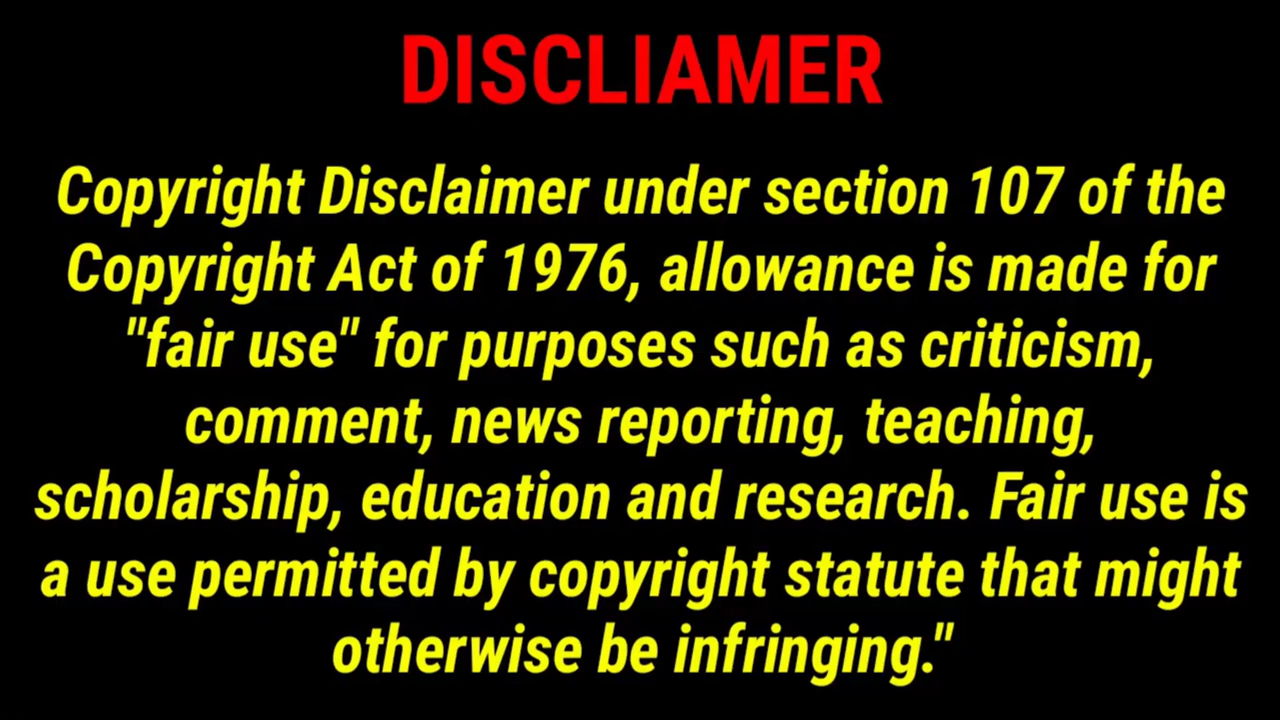 DISCLIAMER
Copyright Disclaimer under section 107 of the
Copyright Act of 1976, allowance is made for
"fair use" for purposes such as criticism,
comment, news reporting, teaching,
scholarship, education and research. Fair use is
a use permitted by copyright statute that might
otherwise be infringing."